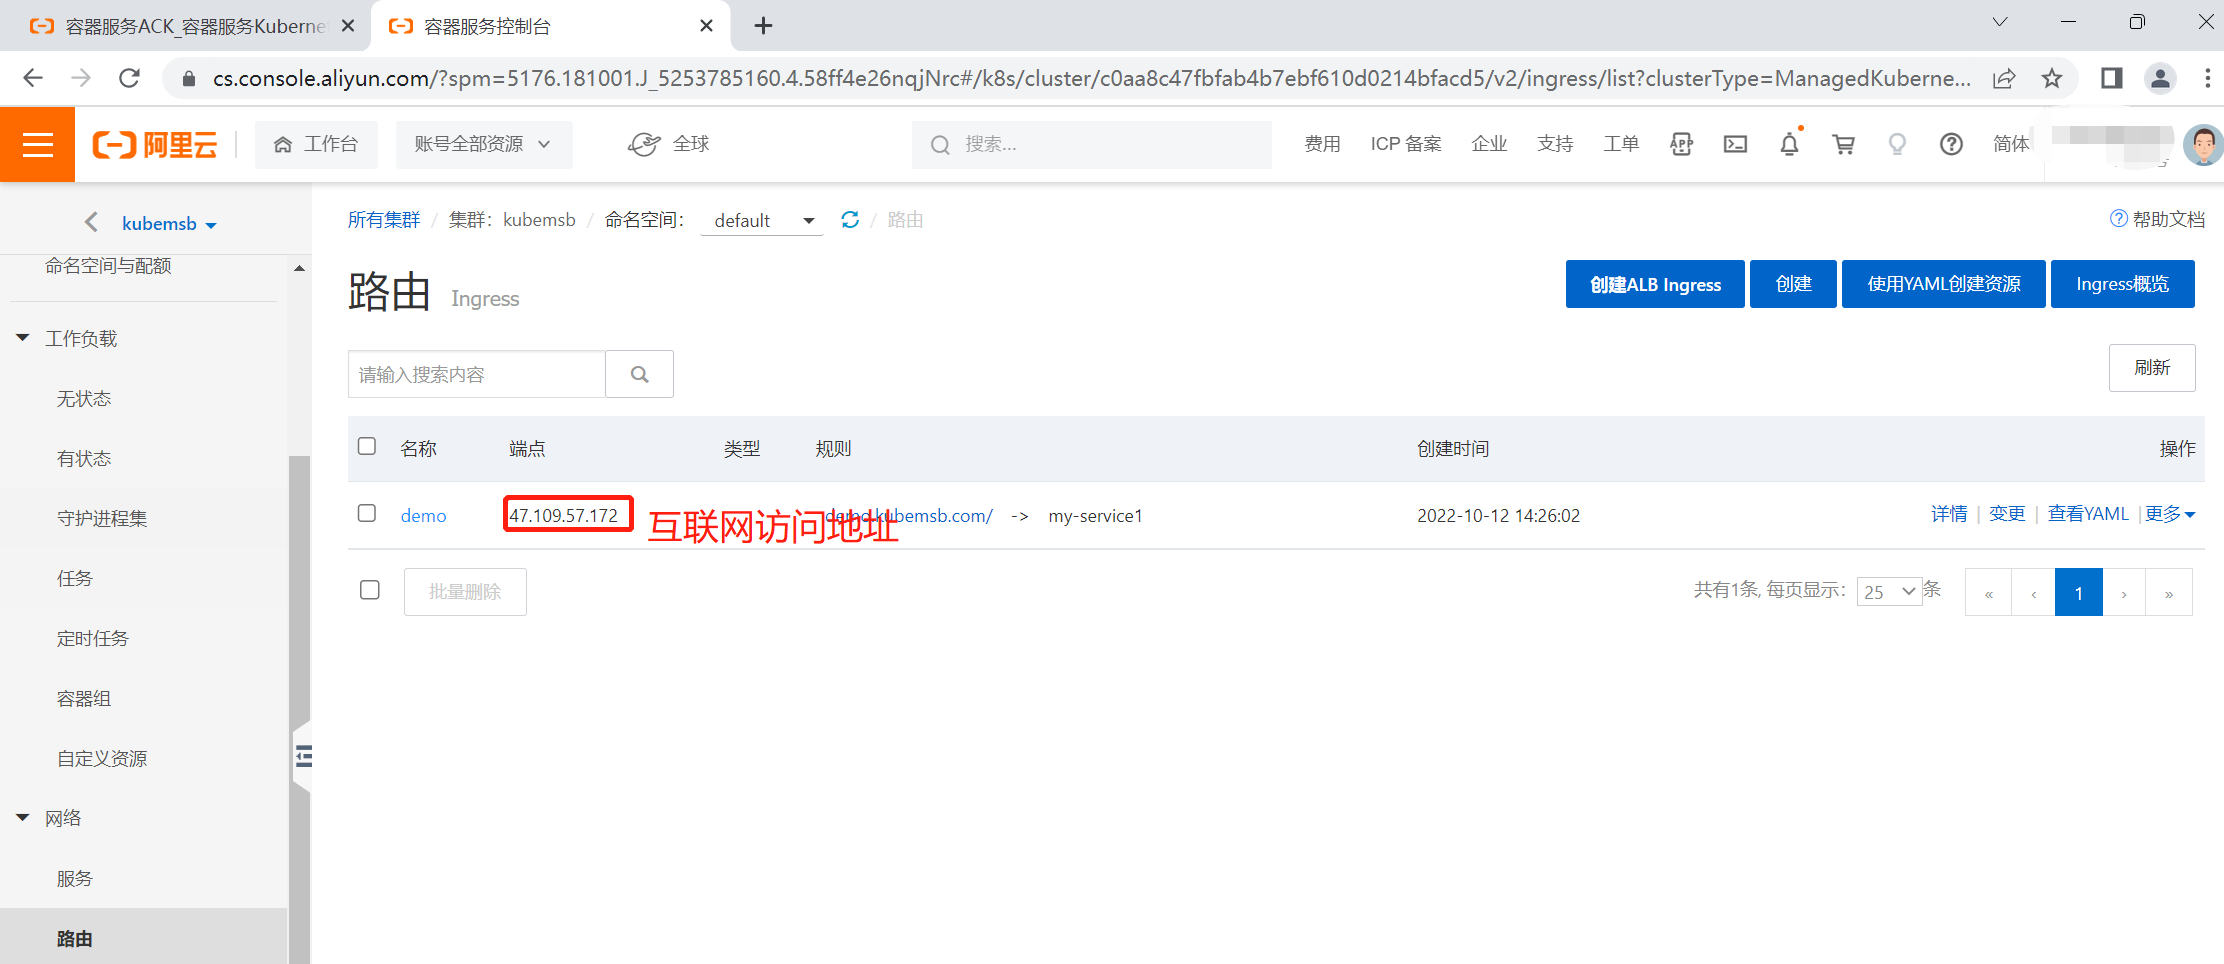 容器服务ACK_容器服务Kuberne
容器服务控制台
cs.console.aliyun.com/?spm=5176.181001.J_5253785160.4.58ff4e26nqjNrc#/k8s/cluster/c0aa8c47fbfab4b7ebf610d0214bfacd5/v2/ingress/list?clusterType=ManagedKuberne...
阿里云
工作台
账号全部资源
全球
搜索...
费用
ICP 备案
企业
支持
工单
APP
简体
kubemsb
所有集群 / 集群：kubemsb / 命名空间： default / 路由
帮助文档
命名空间与配额
路由 Ingress
创建ALB Ingress
创建
使用YAML创建资源
Ingress概览
工作负载
请输入搜索内容
刷新
无状态
名称 端点 类型 规则 创建时间 操作
有状态
demo 47.109.57.172 互联网访问地址 demo.kubemsb.com/ -> my-service1 2022-10-12 14:26:02 详情 | 变更 | 查看YAML | 更多
守护进程集
任务
批量删除
共有1条, 每页显示： 25 条 « ‹ 1 › »
定时任务
容器组
自定义资源
网络
服务
路由